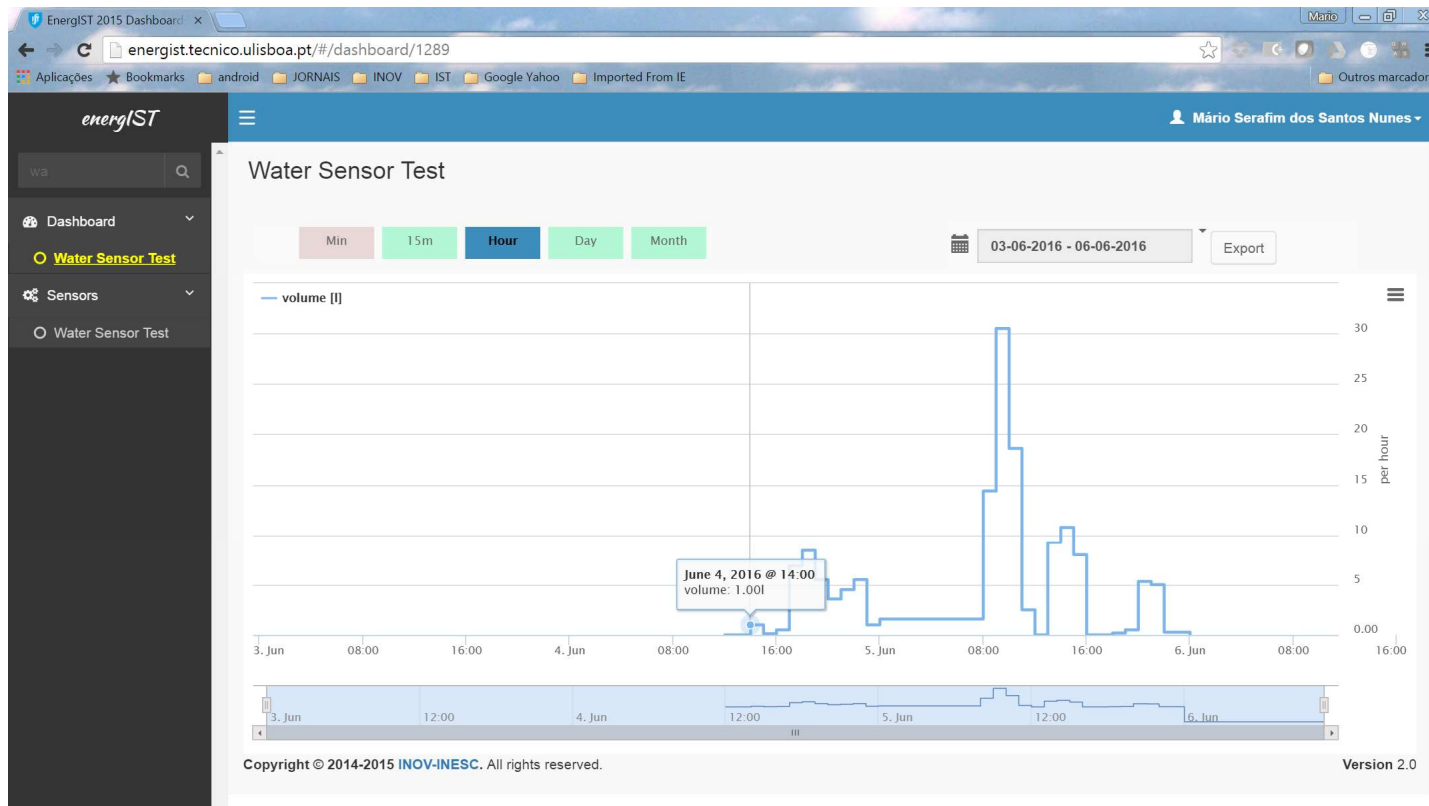 EnergIST 2015 Dashboard
Mario
energist.tecnico.ulisboa.pt/#/dashboard/1289
Aplicações Bookmarks android JORNAIS INOV IST Google Yahoo Imported From IE Outros marcador
energIST
Mário Serafim dos Santos Nunes
wa
Water Sensor Test
Dashboard
Water Sensor Test
Sensors
Water Sensor Test
Min 15m Hour Day Month
03-06-2016 - 06-06-2016 Export
volume [l]
30
25
20
15
10
5
0.00
per hour
June 4, 2016 @ 14:00
volume: 1.00l
3. Jun 08:00 16:00 4. Jun 08:00 16:00 5. Jun 08:00 16:00 6. Jun 08:00 16:00
3. Jun 12:00 4. Jun 12:00 5. Jun 12:00 6. Jun
Copyright © 2014-2015 INOV-INESC. All rights reserved.
Version 2.0